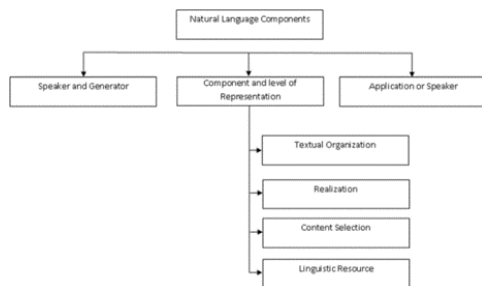 Natural Language Components
Speaker and Generator
Component and level of
Representation
Application or Speaker
Textual Organization
Realization
Content Selection
Linguistic Resource